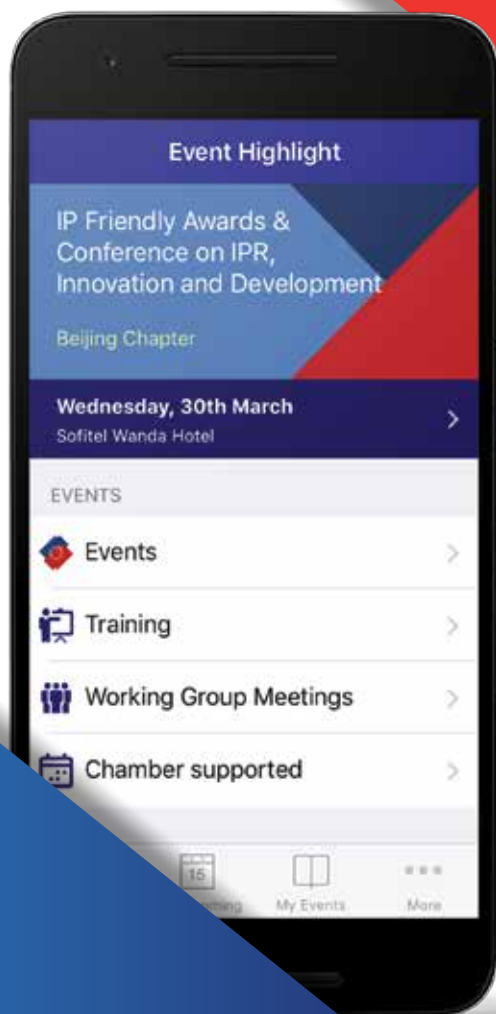 Event Highlight
IP Friendly Awards &
Conference on IPR,
Innovation and Development
Beijing Chapter
Wednesday, 30th March
Sofitel Wanda Hotel
EVENTS
Events
Training
Working Group Meetings
Chamber supported
15
My Events
More